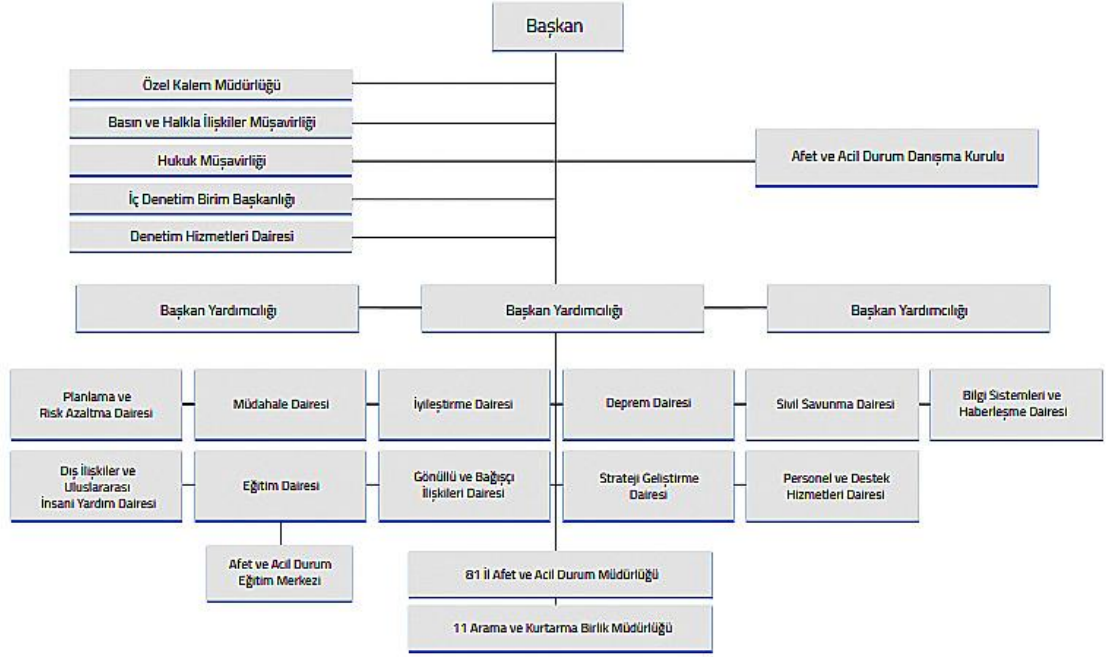 Başkan
Özel Kalem Müdürlüğü
Basın ve Halkla İlişkiler Müşavirliği
Hukuk Müşavirliği
Afet ve Acil Durum Danışma Kurulu
İç Denetim Birim Başkanlığı
Denetim Hizmetleri Dairesi
Başkan Yardımcılığı
Başkan Yardımcılığı
Başkan Yardımcılığı
Planlama ve
Risk Azaltma Dairesi
Müdahale Dairesi
İyileştirme Dairesi
Deprem Dairesi
Sivil Savunma Dairesi
Bilgi Sistemleri ve
Haberleşme Dairesi
Dış İlişkiler ve
Uluslararası
İnsani Yardım Dairesi
Eğitim Dairesi
Gönüllü ve Bağışçı
İlişkileri Dairesi
Strateji Geliştirme
Dairesi
Personel ve Destek
Hizmetleri Dairesi
Afet ve Acil Durum
Eğitim Merkezi
81 İl Afet ve Acil Durum Müdürlüğü
11 Arama ve Kurtarma Birlik Müdürlüğü